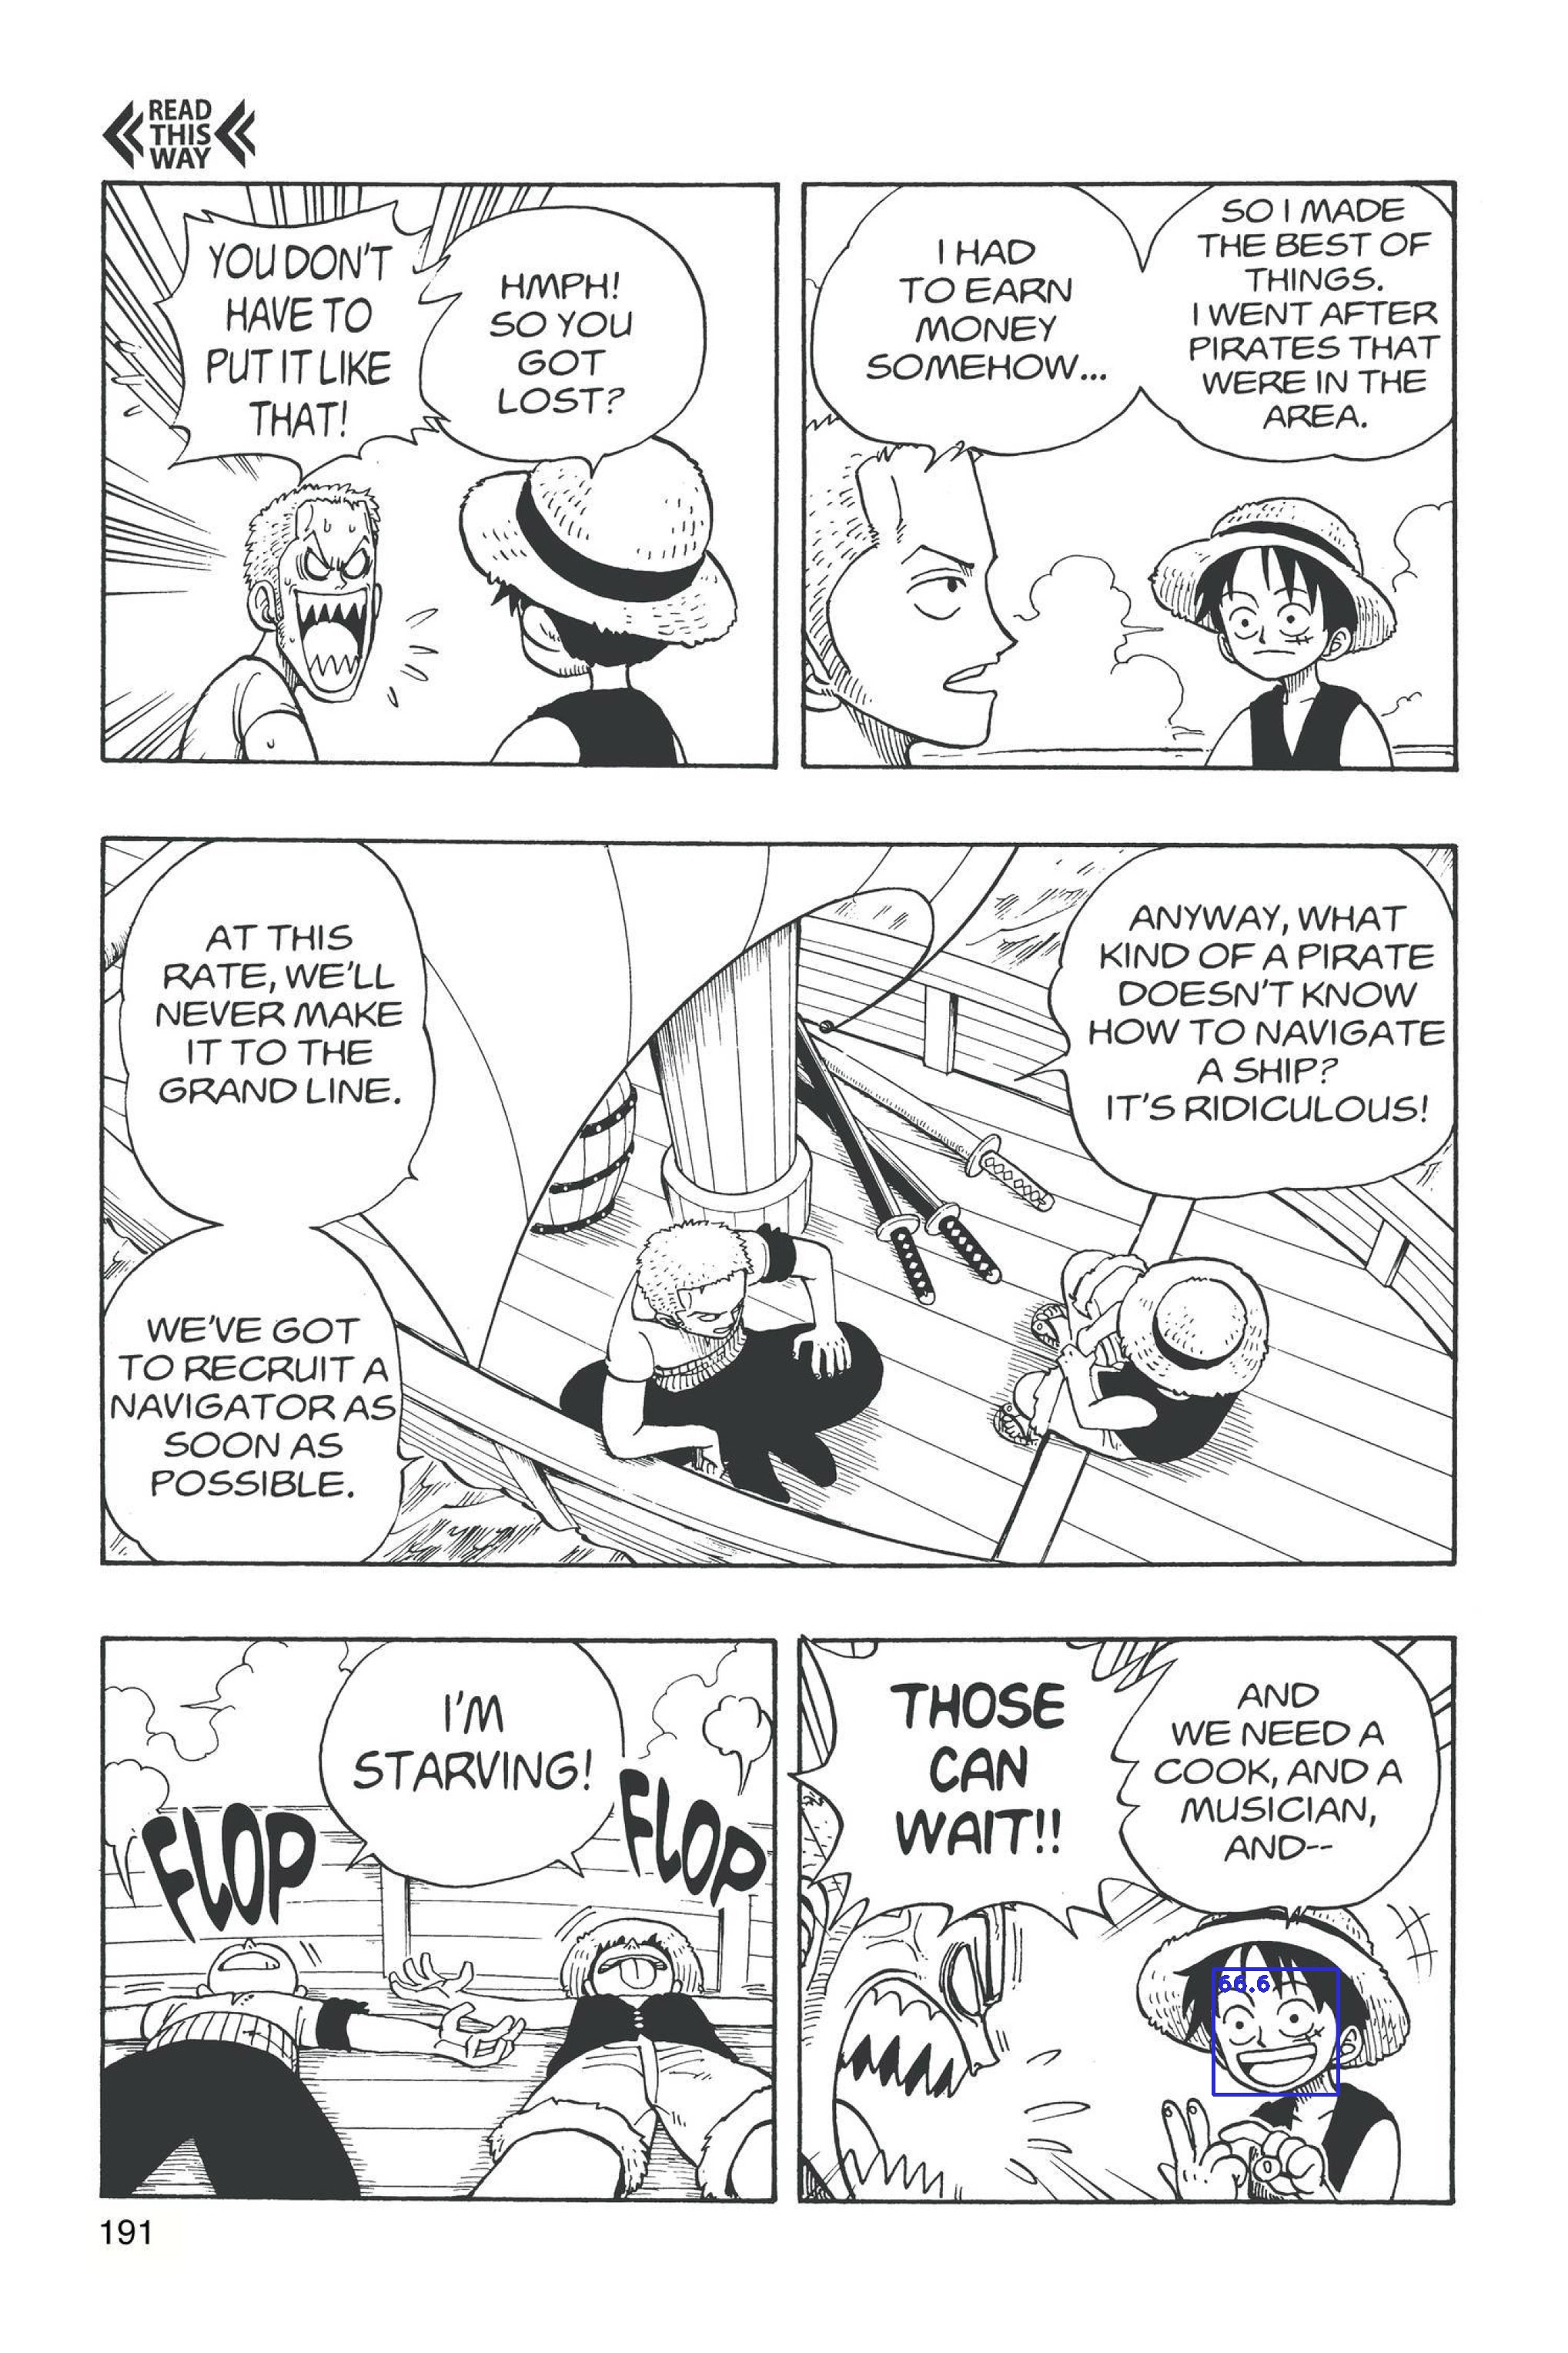 READ
THIS
WAY
SO I MADE
THE BEST OF
THINGS.
I WENT AFTER
PIRATES THAT
WERE IN THE
AREA.
I HAD
TO EARN
MONEY
SOMEHOW...
HMPH!
SO YOU
GOT
LOST?
YOU DON'T
HAVE TO
PUT IT LIKE
THAT!
ANYWAY, WHAT
KIND OF A PIRATE
DOESN'T KNOW
HOW TO NAVIGATE
A SHIP?
IT'S RIDICULOUS!
AT THIS
RATE, WE'LL
NEVER MAKE
IT TO THE
GRAND LINE.
WE'VE GOT
TO RECRUIT A
NAVIGATOR AS
SOON AS
POSSIBLE.
AND
WE NEED A
COOK, AND A
MUSICIAN,
AND--
66.6
THOSE
CAN
WAIT!!
I'M
STARVING!
FLOP
FLOP
191